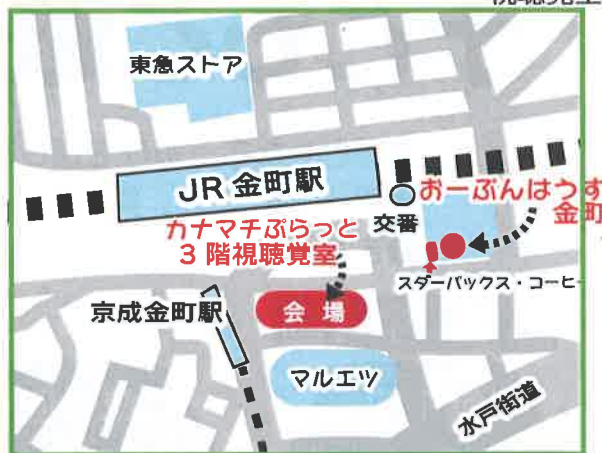 東急ストア
JR 金町駅
おーぷんはうす
金町
交番
カナマチぷらっと
3階視聴覚室
スターバックス・コーヒ
京成金町駅
会場
マルエツ
水戸街道